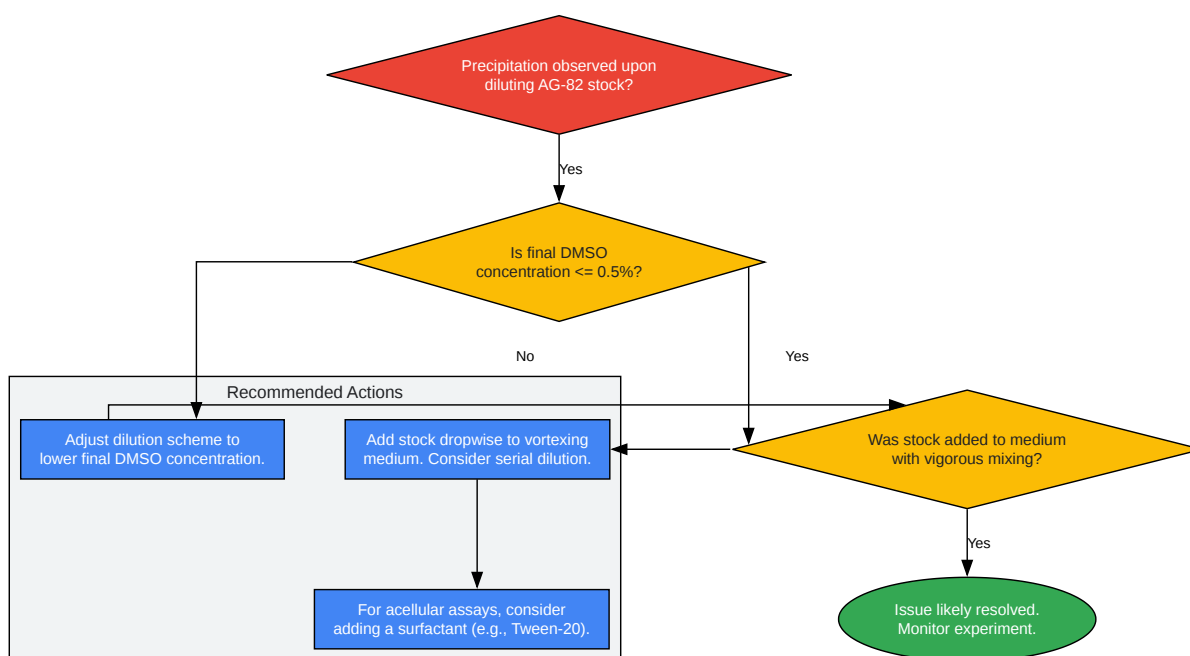 Precipitation observed upon
diluting AG-82 stock?
Yes
Is final DMSO
concentration <= 0.5%?
No
Yes
Recommended Actions
Adjust dilution scheme to
lower final DMSO concentration.
Add stock dropwise to vortexing
medium. Consider serial dilution.
Was stock added to medium
with vigorous mixing?
Yes
For acellular assays, consider
adding a surfactant (e.g., Tween-20).
Issue likely resolved.
Monitor experiment.